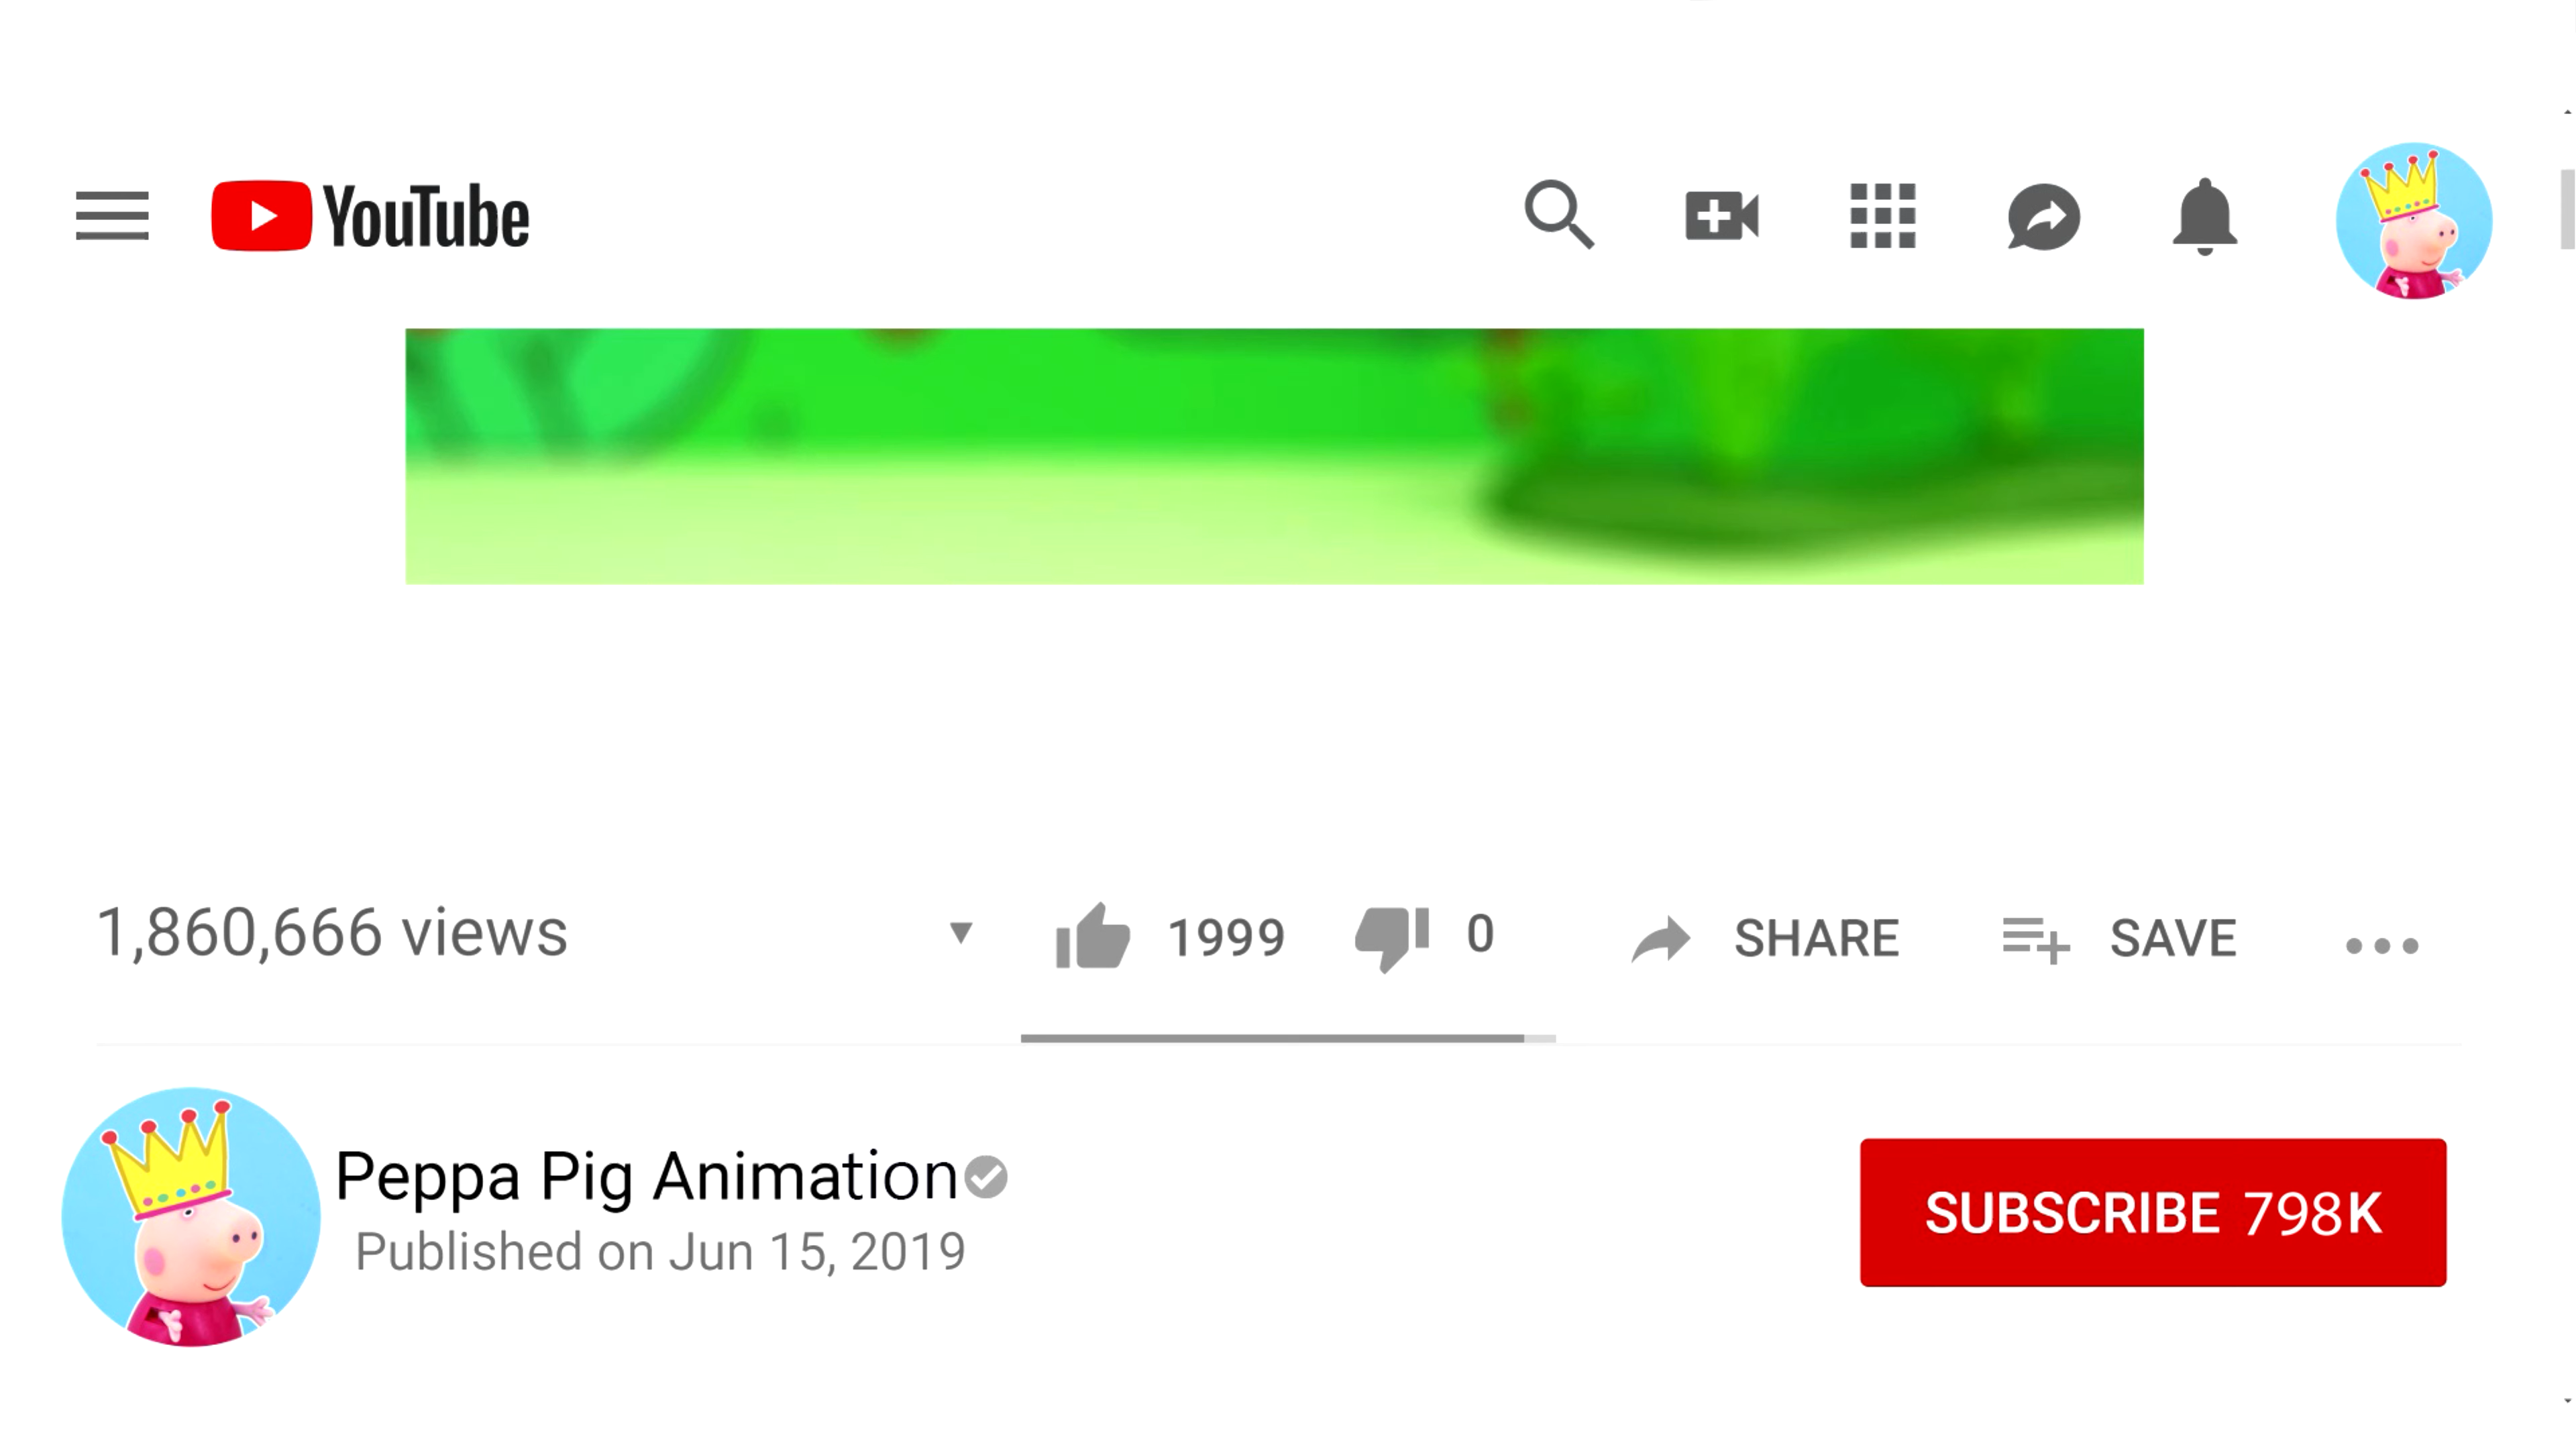 YouTube
1,860,666 views
1999
0
SHARE
SAVE
Peppa Pig Animation
Published on Jun 15, 2019
SUBSCRIBE 798K